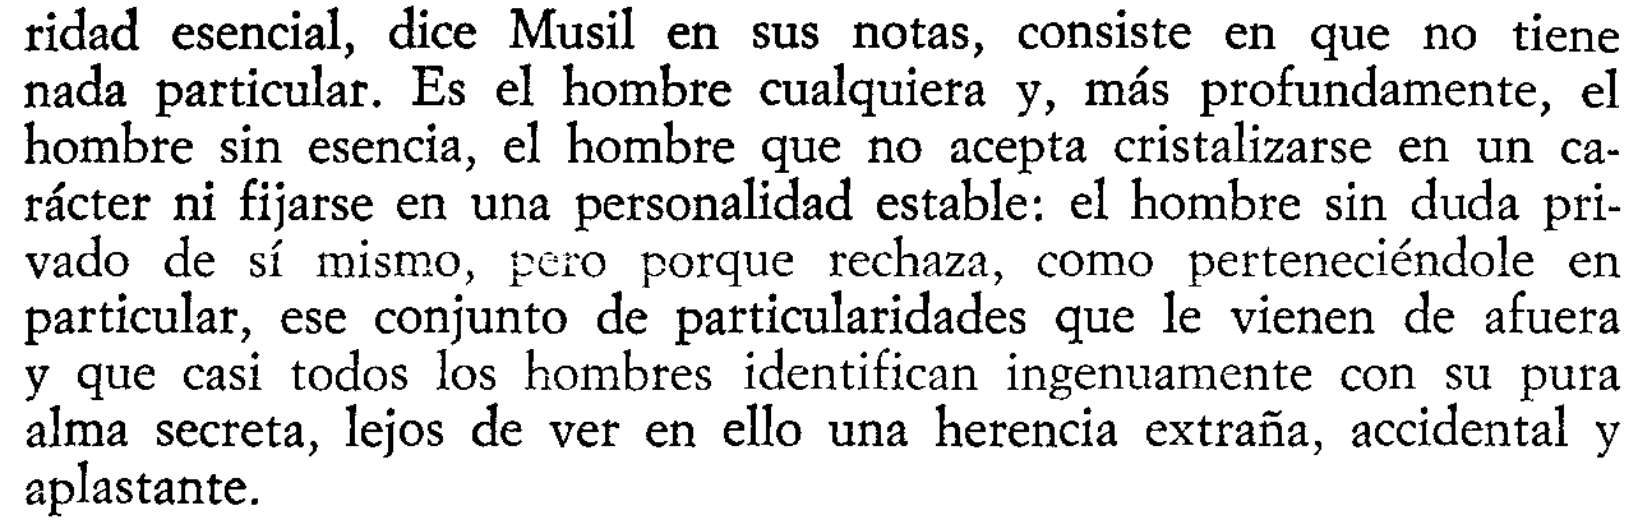 ridad esencial, dice Musil en sus notas, consiste en que no tiene
nada particular. Es el hombre cualquiera y, más profundamente, el
hombre sin esencia, el hombre que no acepta cristalizarse en un ca-
rácter ni fijarse en una personalidad estable: el hombre sin duda pri-
vado de sí mismo, pero porque rechaza, como perteneciéndole en
particular, ese conjunto de particularidades que le vienen de afuera
y que casi todos los hombres identifican ingenuamente con su pura
alma secreta, lejos de ver en ello una herencia extraña, accidental y
aplastante.